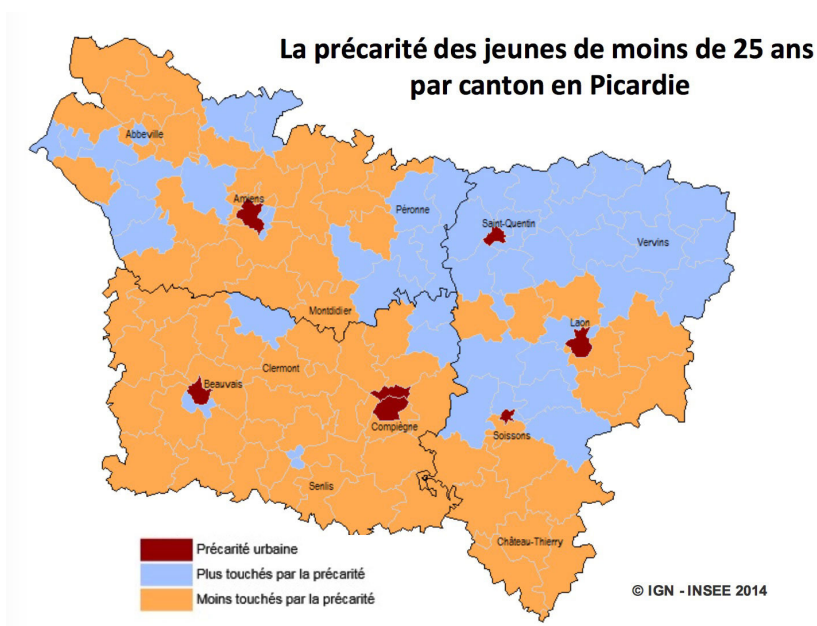 La précarité des jeunes de moins de 25 ans
par canton en Picardie
Abbeville
Amiens
Péronne
Saint-Quentin
Vervins
Montdidier
Laon
Clermont
Beauvais
Compiègne
Soissons
Senlis
Château-Thierry
Précarité urbaine
Plus touchés par la précarité
Moins touchés par la précarité
© IGN - INSEE 2014